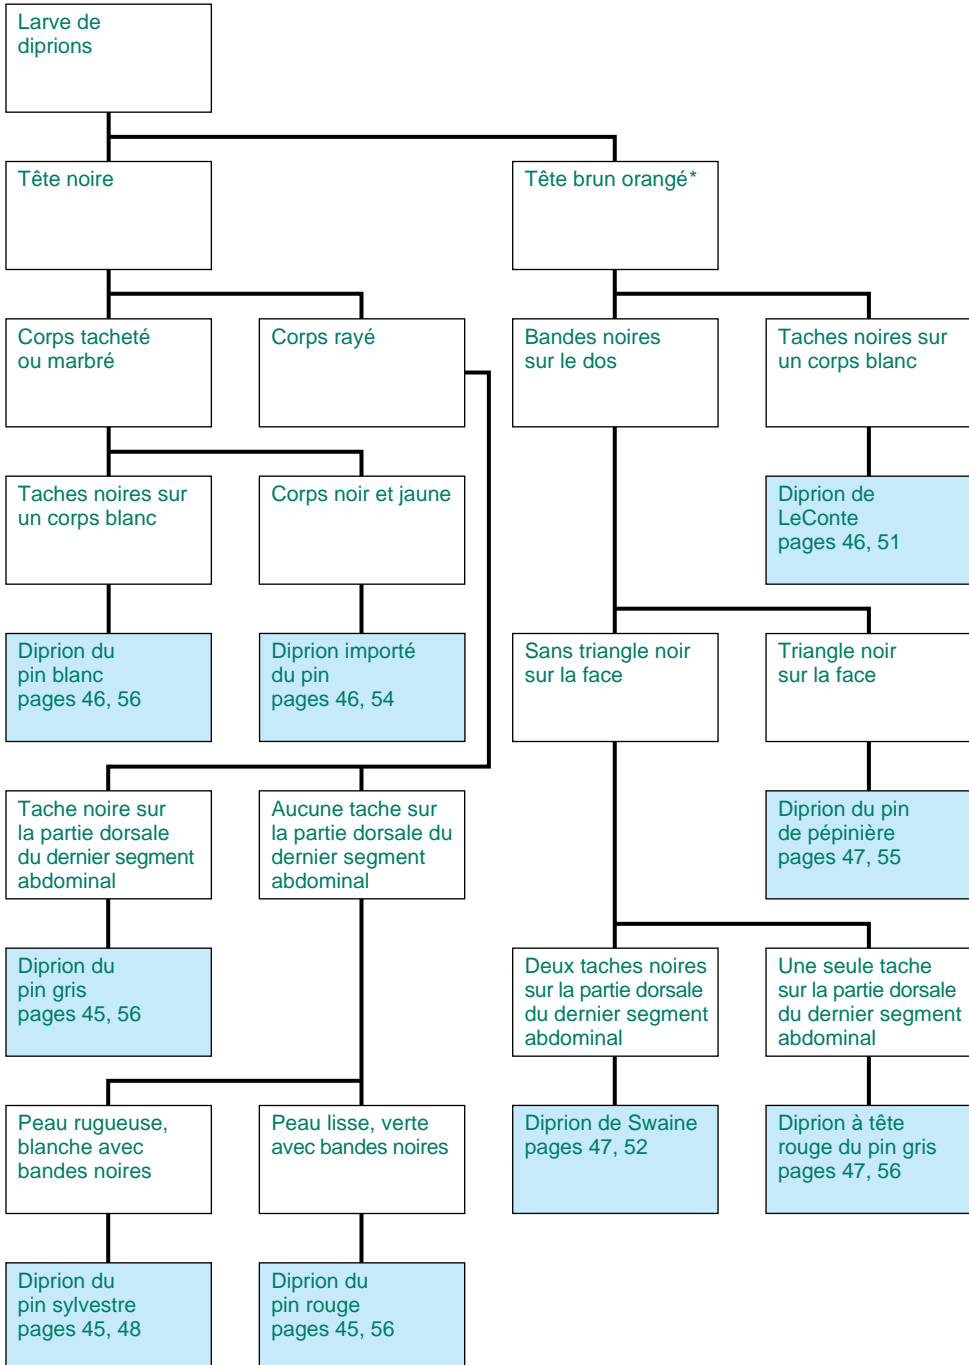 Larve de
diprions
Tête noire
Tête brun orangé*
Corps tacheté
ou marbré
Corps rayé
Bandes noires
sur le dos
Taches noires sur
un corps blanc
Taches noires sur
un corps blanc
Corps noir et jaune
Diprion de
LeConte
pages 46, 51
Diprion du
pin blanc
pages 46, 56
Diprion importé
du pin
pages 46, 54
Sans triangle noir
sur la face
Triangle noir
sur la face
Tache noire sur
la partie dorsale
du dernier segment
abdominal
Aucune tache sur
la partie dorsale du
dernier segment
abdominal
Diprion du pin
de pépinière
pages 47, 55
Diprion du
pin gris
pages 45, 56
Deux taches noires
sur la partie dorsale
du dernier segment
abdominal
Une seule tache
sur la partie dorsale
du dernier segment
abdominal
Peau rugueuse,
blanche avec
bandes noires
Peau lisse, verte
avec bandes noires
Diprion de Swaine
pages 47, 52
Diprion à tête
rouge du pin gris
pages 47, 56
Diprion du
pin sylvestre
pages 45, 48
Diprion du
pin rouge
pages 45, 56